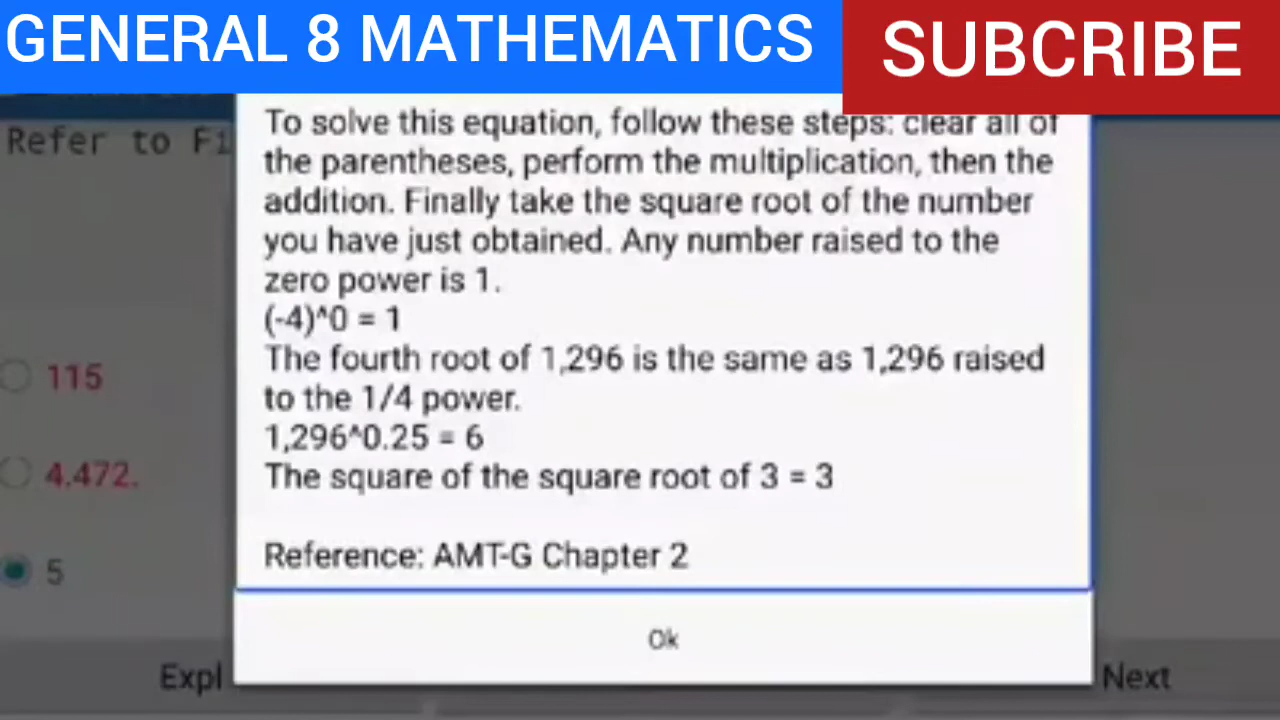 GENERAL 8 MATHEMATICS
SUBCRIBE
Refer to Fi
To solve this equation, follow these steps: clear all of
the parentheses, perform the multiplication, then the
addition. Finally take the square root of the number
you have just obtained. Any number raised to the
zero power is 1.
(-4)^0 = 1
The fourth root of 1,296 is the same as 1,296 raised
to the 1/4 power.
1,296^0.25 = 6
The square of the square root of 3 = 3
Reference: AMT-G Chapter 2
115
4.472.
5
Ok
Expl
Next